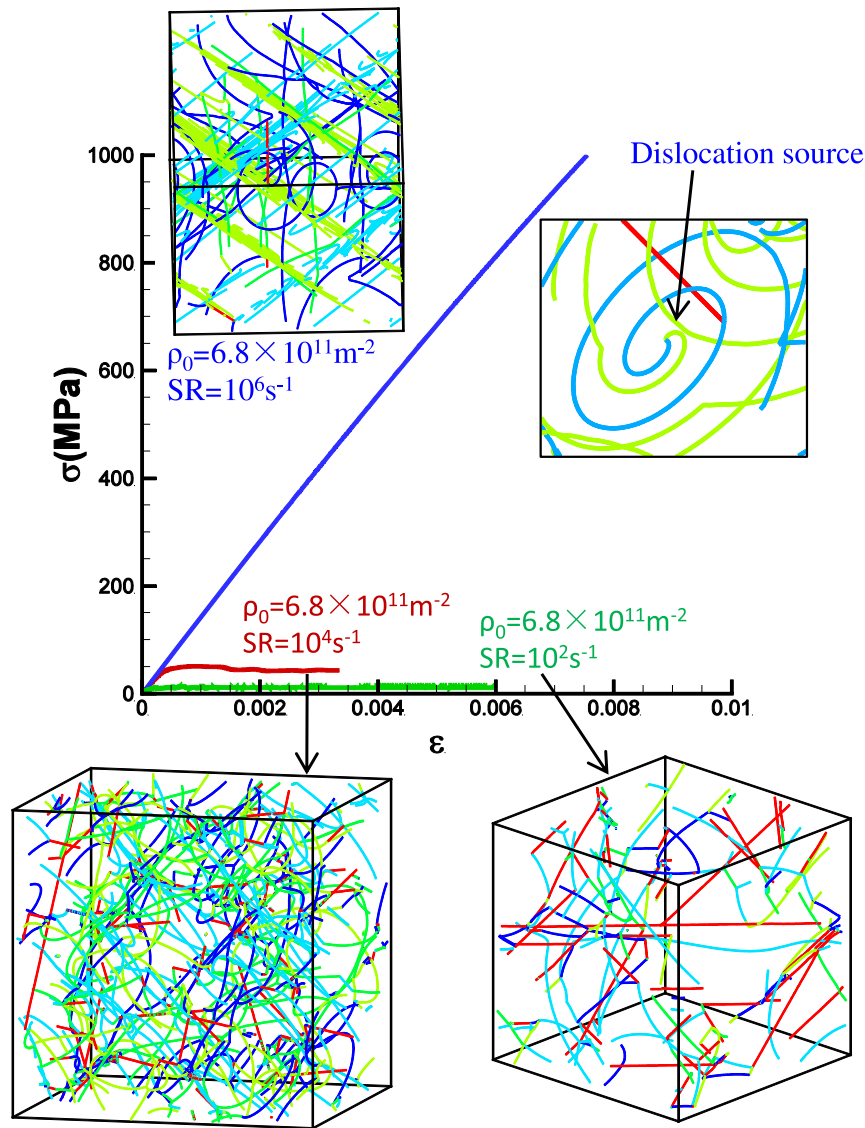 1000
Dislocation source
800
ρ₀=6.8×10¹¹m⁻²
SR=10⁶s⁻¹
600
σ(MPa)
400
200
ρ₀=6.8×10¹¹m⁻²
SR=10⁴s⁻¹
ρ₀=6.8×10¹¹m⁻²
SR=10²s⁻¹
0
0 0.002 0.004 0.006 0.008 0.01
ε